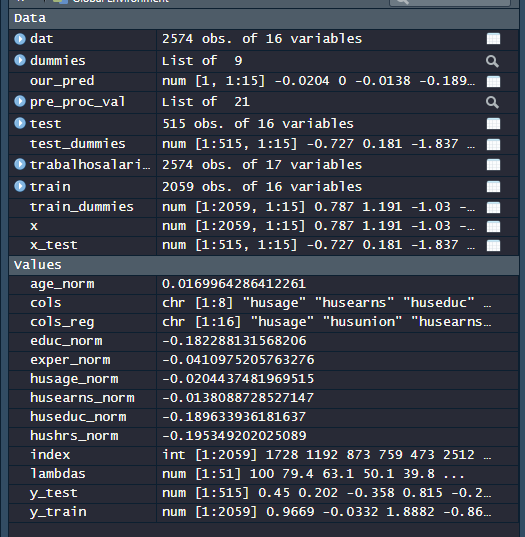 Global Environment
Data
dat 2574 obs. of 16 variables
dummies List of 9
our_pred num [1, 1:15] -0.0204 0 -0.0138 -0.189…
pre_proc_val List of 21
test 515 obs. of 16 variables
test_dummies num [1:515, 1:15] -0.727 0.181 -1.837 …
trabalhosalari… 2574 obs. of 17 variables
train 2059 obs. of 16 variables
train_dummies num [1:2059, 1:15] 0.787 1.191 -1.03 -…
x num [1:2059, 1:15] 0.787 1.191 -1.03 -…
x_test num [1:515, 1:15] -0.727 0.181 -1.837 …
Values
age_norm 0.0169964286412261
cols chr [1:8] "husage" "husearns" "huseduc" …
cols_reg chr [1:16] "husage" "husunion" "husearns…
educ_norm -0.182288131568206
exper_norm -0.0410975205763276
husage_norm -0.0204437481969515
husearns_norm -0.0138088728527147
huseduc_norm -0.189633936181637
hushrs_norm -0.195349202025089
index int [1:2059] 1728 1192 873 759 473 2512 …
lambdas num [1:51] 100 79.4 63.1 50.1 39.8 ...
y_test num [1:515] 0.45 0.202 -0.358 0.815 -0.2…
y_train num [1:2059] 0.9669 -0.0332 1.8882 -0.86…